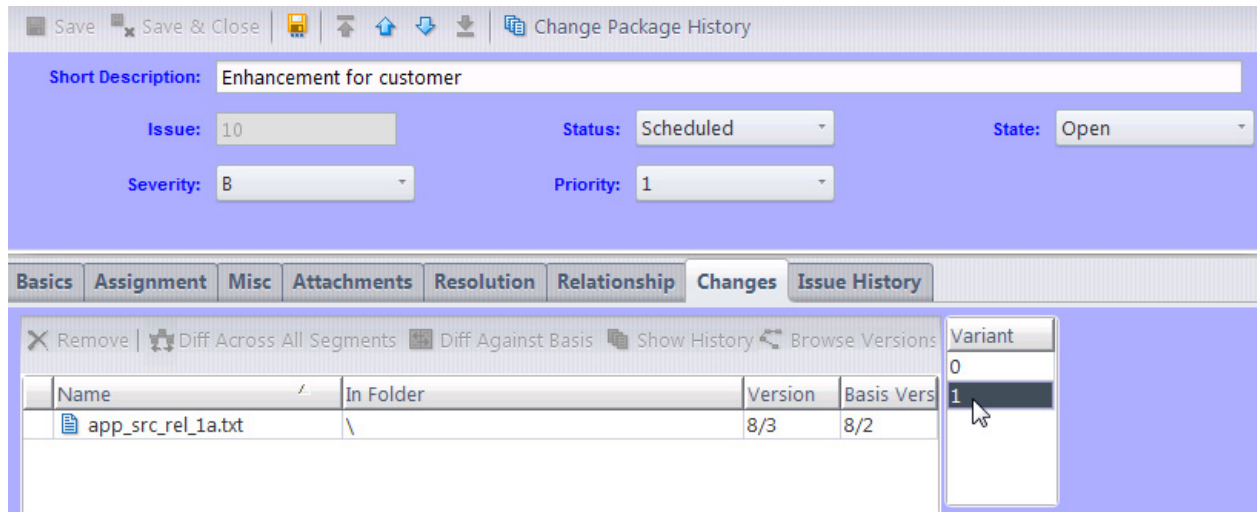 Save Save & Close Change Package History
Short Description: Enhancement for customer
Issue: 10 Status: Scheduled State: Open
Severity: B Priority: 1
Basics Assignment Misc Attachments Resolution Relationship Changes Issue History
Remove Diff Across All Segments Diff Against Basis Show History Browse Versions Variant
0
Name In Folder Version Basis Vers 1
app_src_rel_1a.txt \ 8/3 8/2